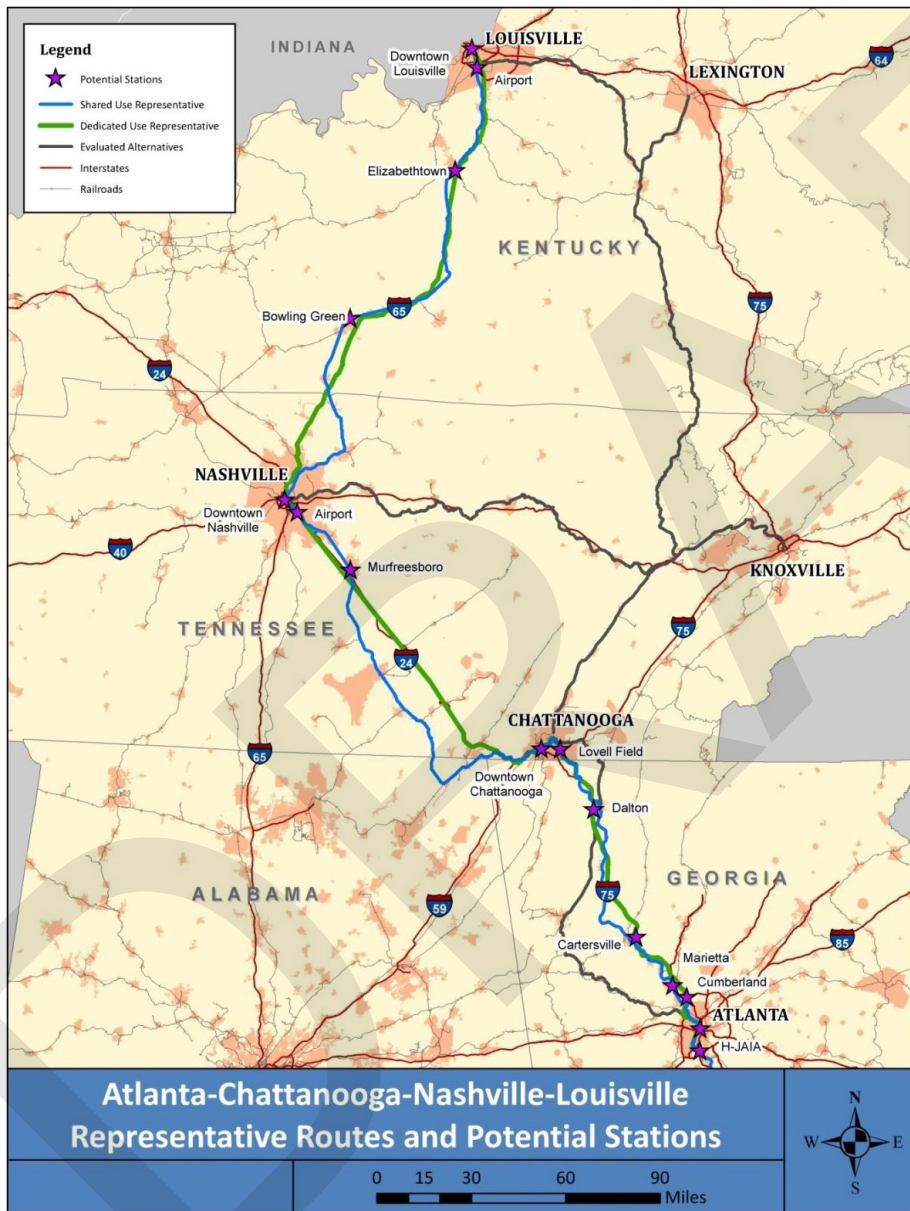 Legend
Potential Stations
Shared Use Representative
Dedicated Use Representative
Evaluated Alternatives
Interstates
Railroads
INDIANA
LOUISVILLE
Downtown
Louisville
Airport
LEXINGTON
64
Elizabethtown
KENTUCKY
75
Bowling Green
65
24
NASHVILLE
Downtown
Nashville
Airport
40
Murfreesboro
KNOXVILLE
TENNESSEE
75
24
CHATTANOOGA
Lovell Field
Downtown
Chattanooga
65
Dalton
ALABAMA
GEORGIA
75
59
85
Cartersville
Marietta
Cumberland
ATLANTA
H-JAIA
DRAFT
Atlanta-Chattanooga-Nashville-Louisville
Representative Routes and Potential Stations
0 15 30 60 90
Miles
N
W E
S